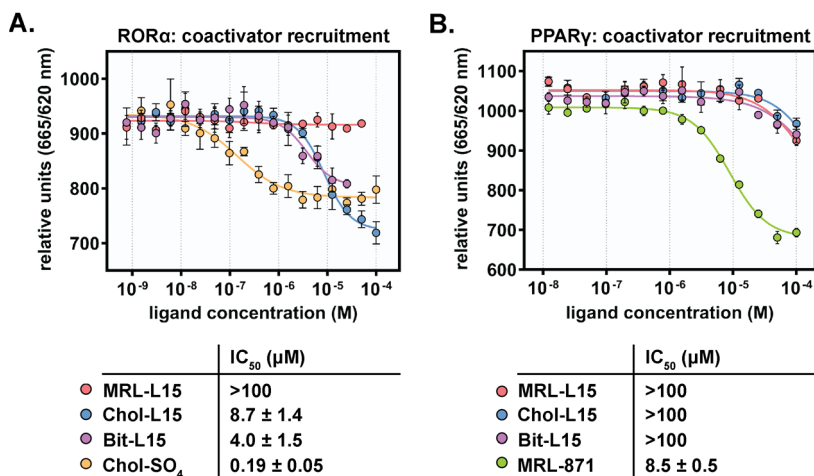 A.
RORα: coactivator recruitment
relative units (665/620 nm)
1000
900
800
700
10-9
10-8
10-7
10-6
10-5
10-4
ligand concentration (M)
IC50 (µM)
MRL-L15 >100
Chol-L15 8.7 ± 1.4
Bit-L15 4.0 ± 1.5
Chol-SO4 0.19 ± 0.05
B.
PPARγ: coactivator recruitment
relative units (665/620 nm)
1100
1000
900
800
700
600
10-8
10-7
10-6
10-5
10-4
ligand concentration (M)
IC50 (µM)
MRL-L15 >100
Chol-L15 >100
Bit-L15 >100
MRL-871 8.5 ± 0.5